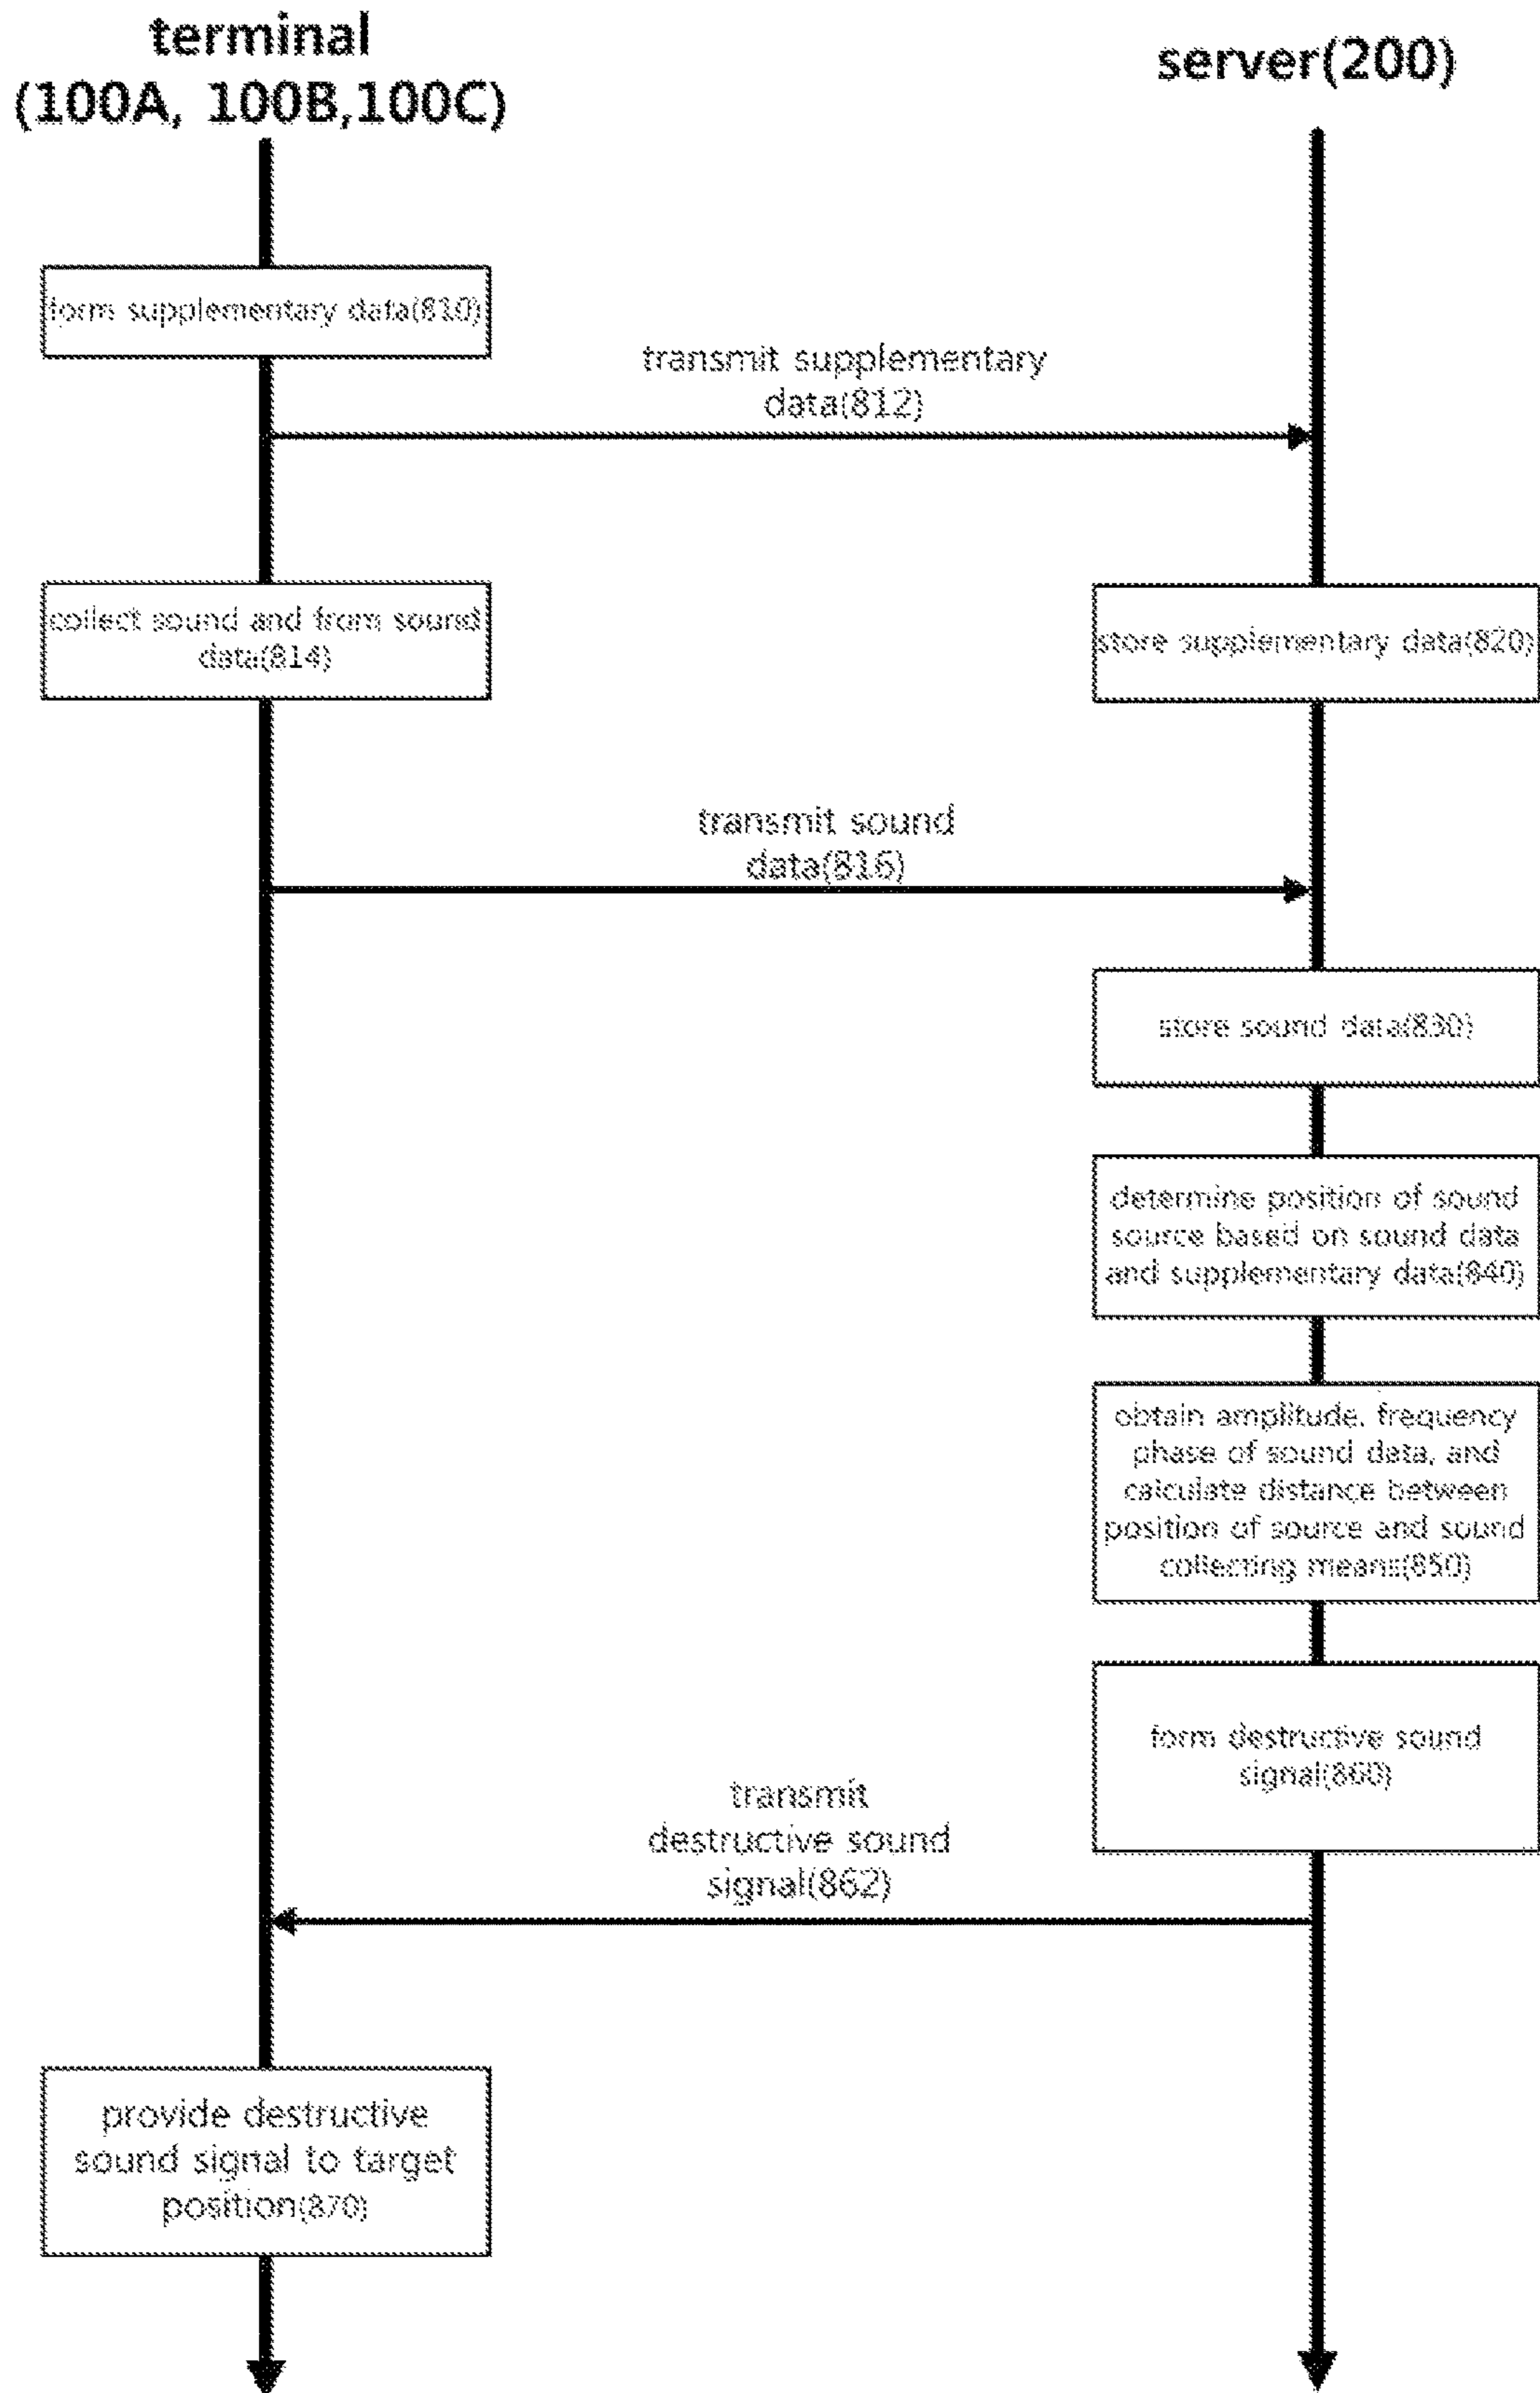 terminal
(100A, 100B,100C)
server(200)
form supplementary data(810)
transmit supplementary
data(812)
collect sound and from sound
data(814)
store supplementary data(820)
transmit sound
data(816)
store sound data(830)
determine position of sound
source based on sound data
and supplementary data(840)
obtain amplitude, frequency
phase of sound data, and
calculate distance between
position of source and sound
collecting means(850)
form destructive sound
signal(860)
transmit
destructive sound
signal(862)
provide destructive
sound signal to target
position(870)